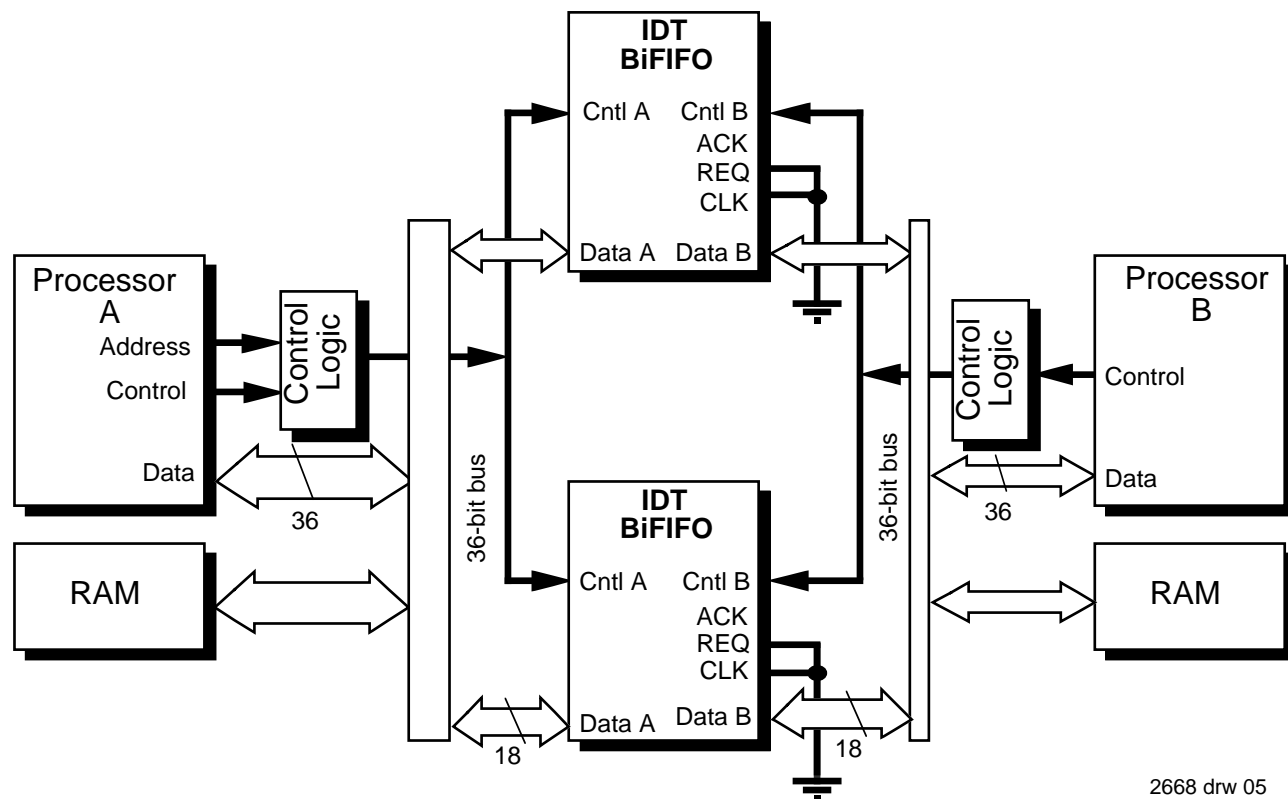 IDT
BiFIFO
Cntl A
Cntl B
ACK
REQ
CLK
Data A
Data B
Processor
A
Address
Control
Data
Control
Logic
36
RAM
36-bit bus
IDT
BiFIFO
Cntl A
Cntl B
ACK
REQ
CLK
Data A
Data B
18
18
36-bit bus
Control
Logic
Processor
B
Control
Data
36
RAM
2668 drw 05